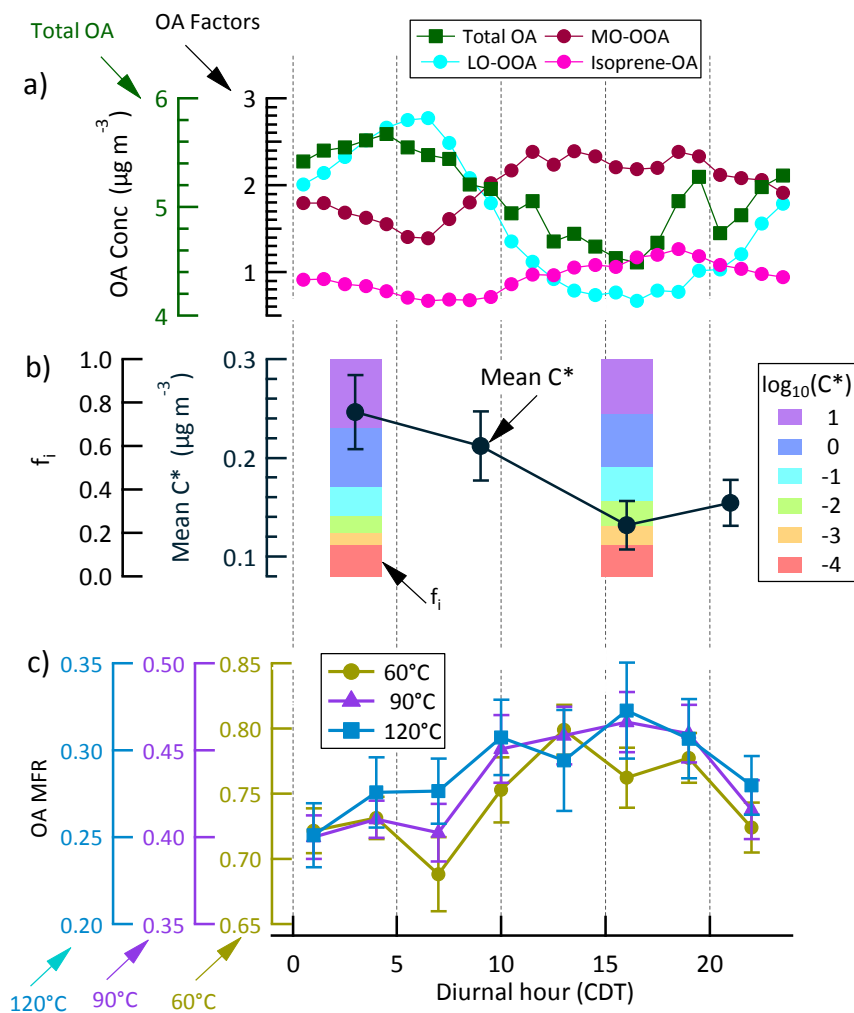 Total OA
OA Factors
Total OA
MO-OOA
LO-OOA
Isoprene-OA
a)
OA Conc (µg m⁻³)
6
5
4
3
2
1
b)
f_i
1.0
0.8
0.6
0.4
0.2
0.0
Mean C* (µg m⁻³)
0.3
0.2
0.1
Mean C*
f_i
log₁₀(C*)
1
0
-1
-2
-3
-4
c)
OA MFR
0.35
0.30
0.25
0.20
0.50
0.45
0.40
0.35
0.85
0.80
0.75
0.70
0.65
60°C
90°C
120°C
120°C
90°C
60°C
0
5
10
15
20
Diurnal hour (CDT)